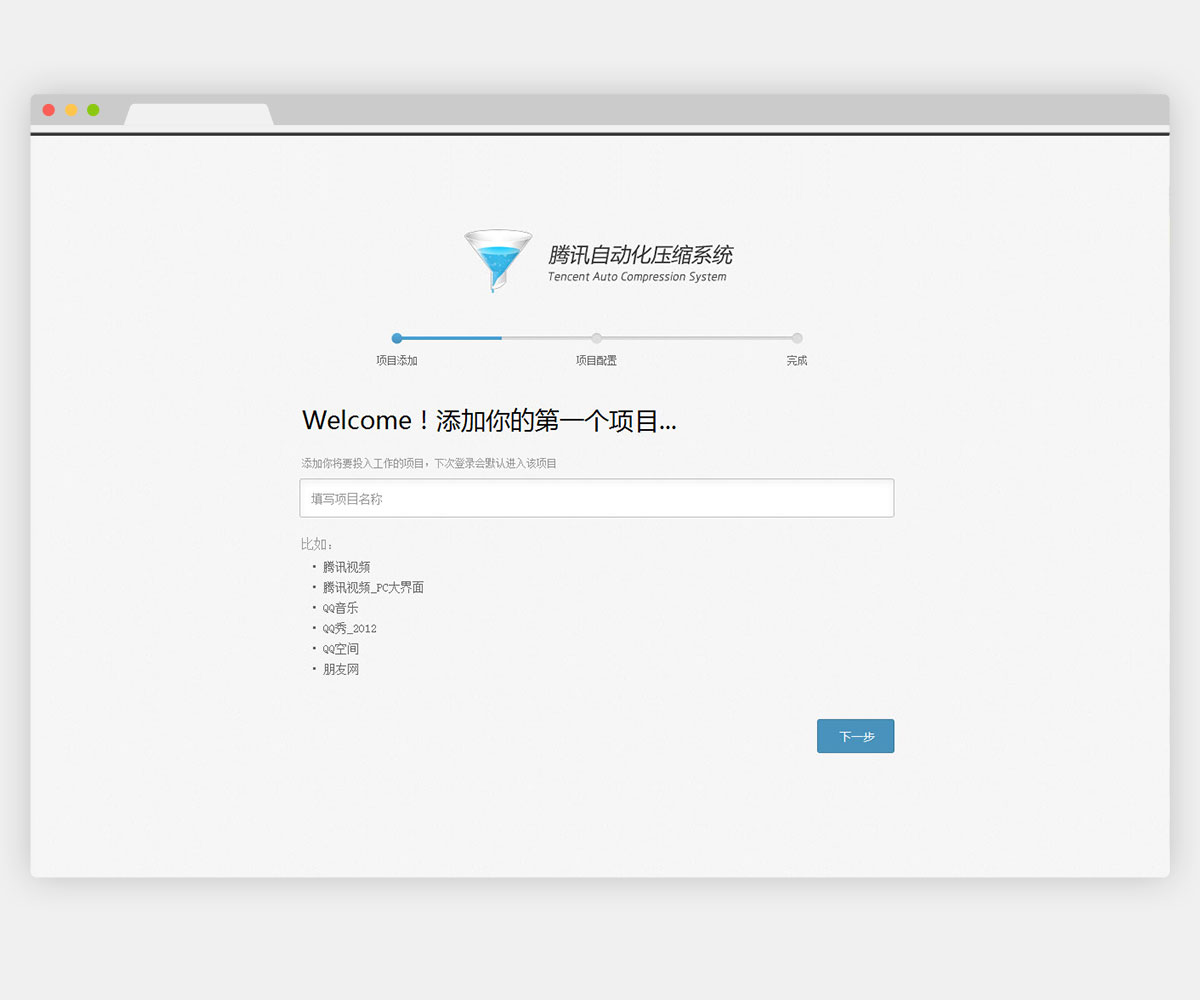 腾讯自动化压缩系统
Tencent Auto Compression System
项目添加 项目配置 完成
Welcome！添加你的第一个项目...
添加你将要投入工作的项目，下次登录会默认进入该项目
填写项目名称
比如：
· 腾讯视频
· 腾讯视频_PC大界面
· QQ音乐
· QQ秀_2012
· QQ空间
· 朋友网
下一步